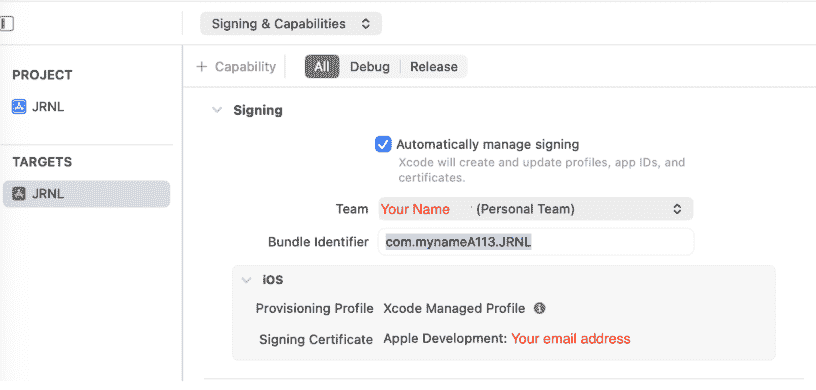 Signing & Capabilities
PROJECT
JRNL
TARGETS
JRNL
+ Capability
All
Debug
Release
Signing
Automatically manage signing
Xcode will create and update profiles, app IDs, and
certificates.
Team Your Name (Personal Team)
Bundle Identifier com.mynameA113.JRNL
iOS
Provisioning Profile Xcode Managed Profile
Signing Certificate Apple Development: Your email address